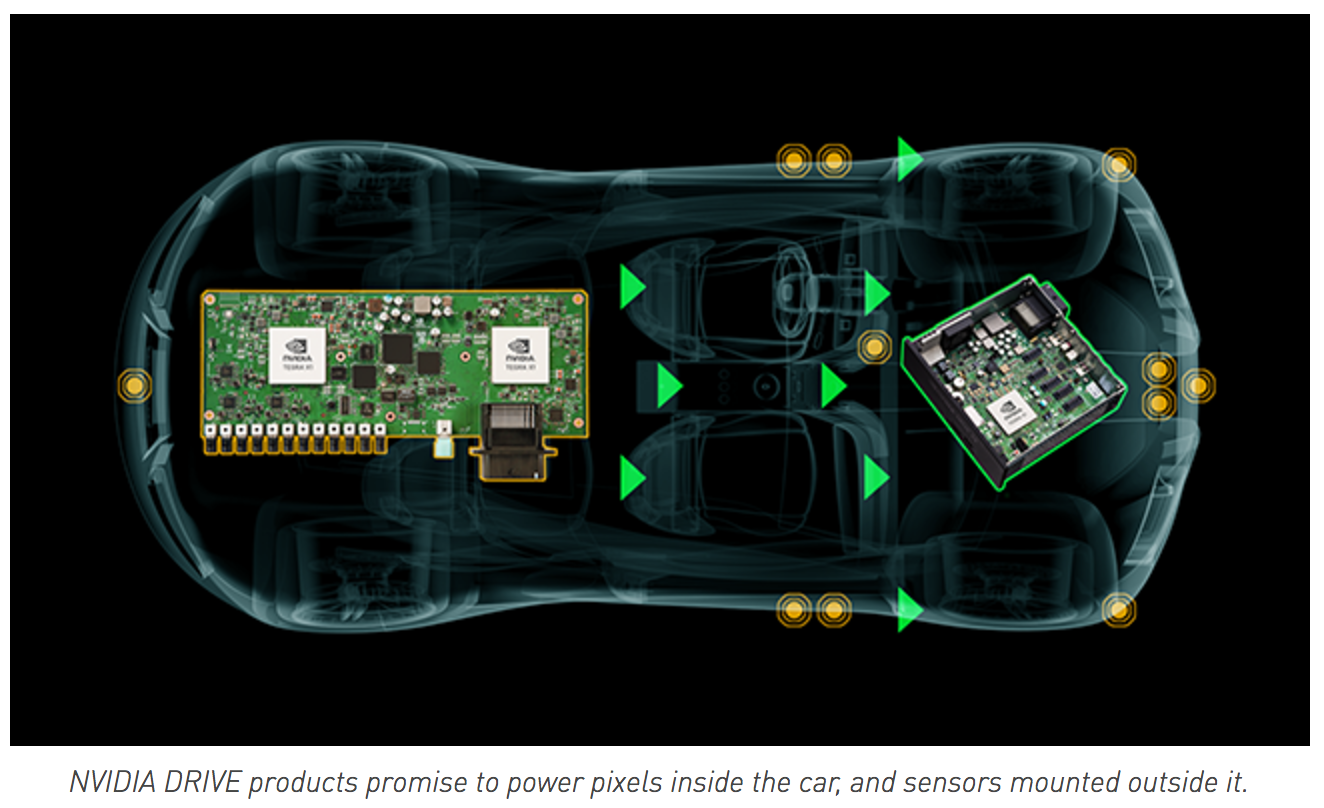 NVIDIA
TEGRA X1
NVIDIA
TEGRA X1
NVIDIA
NVIDIA DRIVE products promise to power pixels inside the car, and sensors mounted outside it.